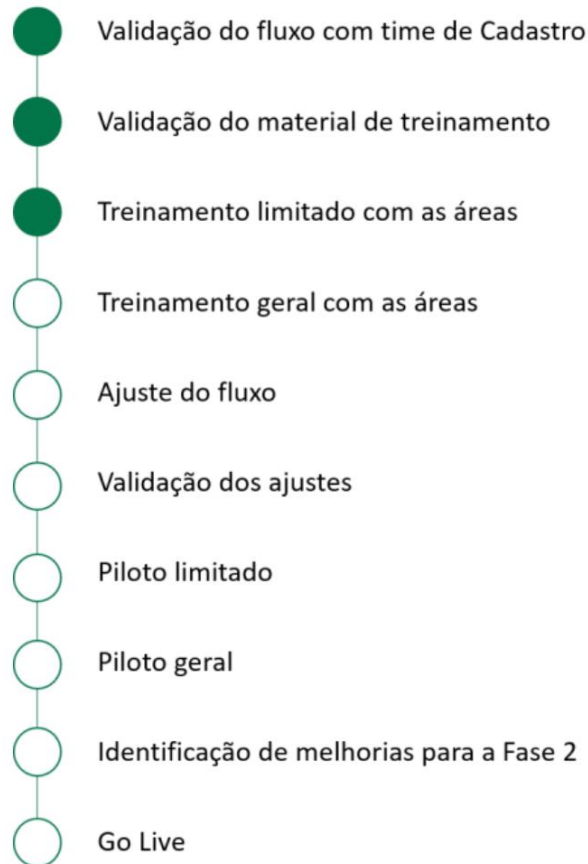 Validação do fluxo com time de Cadastro
Validação do material de treinamento
Treinamento limitado com as áreas
Treinamento geral com as áreas
Ajuste do fluxo
Validação dos ajustes
Piloto limitado
Piloto geral
Identificação de melhorias para a Fase 2
Go Live